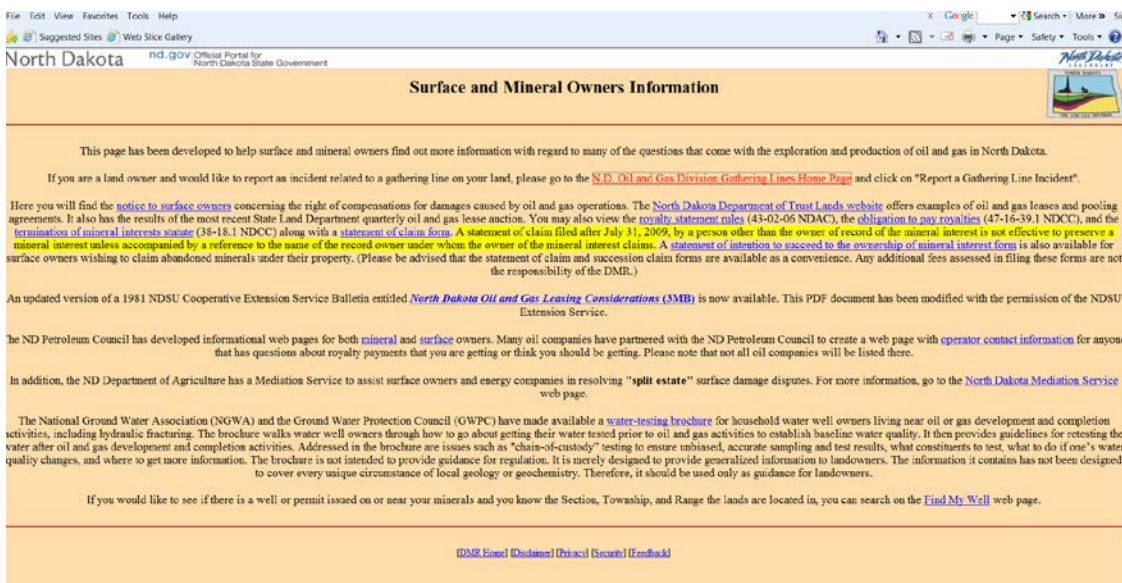 File Edit View Favorites Tools Help
x Google Search More »
Suggested Sites Web Slice Gallery
Page Safety Tools
North Dakota nd.gov Official Portal for
North Dakota State Government
North Dakota
Surface and Mineral Owners Information
This page has been developed to help surface and mineral owners find out more information with regard to many of the questions that come with the exploration and production of oil and gas in North Dakota.
If you are a land owner and would like to report an incident related to a gathering line on your land, please go to the N.D. Oil and Gas Division Gathering Lines Home Page and click on "Report a Gathering Line Incident".
Here you will find the notice to surface owners concerning the right of compensations for damages caused by oil and gas operations. The North Dakota Department of Trust Lands website offers examples of oil and gas leases and pooling
agreements. It also has the results of the most recent State Land Department quarterly oil and gas lease auction. You may also view the royalty statement rules (43-02-06 NDAC), the obligation to pay royalties (47-16-39.1 NDCC), and the
termination of mineral interests statute (38-18.1 NDCC) along with a statement of claim form. A statement of claim filed after July 31, 2009, by a person other than the owner of record of the mineral interest is not effective to preserve a
mineral interest unless accompanied by a reference to the name of the record owner under whom the owner of the mineral interest claims. A statement of intention to succeed to the ownership of mineral interest form is also available for
surface owners wishing to claim abandoned minerals under their property. (Please be advised that the statement of claim and succession claim forms are available as a convenience. Any additional fees assessed in filing these forms are not
the responsibility of the DMR.)
An updated version of a 1981 NDSU Cooperative Extension Service Bulletin entitled North Dakota Oil and Gas Leasing Considerations (3MB) is now available. This PDF document has been modified with the permission of the NDSU
Extension Service.
he ND Petroleum Council has developed informational web pages for both mineral and surface owners. Many oil companies have partnered with the ND Petroleum Council to create a web page with operator contact information for anyon
that has questions about royalty payments that you are getting or think you should be getting. Please note that not all oil companies will be listed there.
In addition, the ND Department of Agriculture has a Mediation Service to assist surface owners and energy companies in resolving "split estate" surface damage disputes. For more information, go to the North Dakota Mediation Service
web page.
The National Ground Water Association (NGWA) and the Ground Water Protection Council (GWPC) have made available a water-testing brochure for household water well owners living near oil or gas development and completion
activities, including hydraulic fracturing. The brochure walks water well owners through how to go about getting their water tested prior to oil and gas activities to establish baseline water quality. It then provides guidelines for retesting the
water after oil and gas development and completion activities. Addressed in the brochure are issues such as "chain-of-custody" testing to ensure unbiased, accurate sampling and test results, what constitutes to test, what to do if one's water
quality changes, and where to get more information. The brochure is not intended to provide guidance for regulation. It is merely designed to provide generalized information to landowners. The information it contains has not been designed
to cover every unique circumstance of local geology or geochemistry. Therefore, it should be used only as guidance for landowners.
If you would like to see if there is a well or permit issued on or near your minerals and you know the Section, Township, and Range the lands are located in, you can search on the Find My Well web page.
[DMR Home] [Disclaimer] [Privacy] [Security] [Feedback]